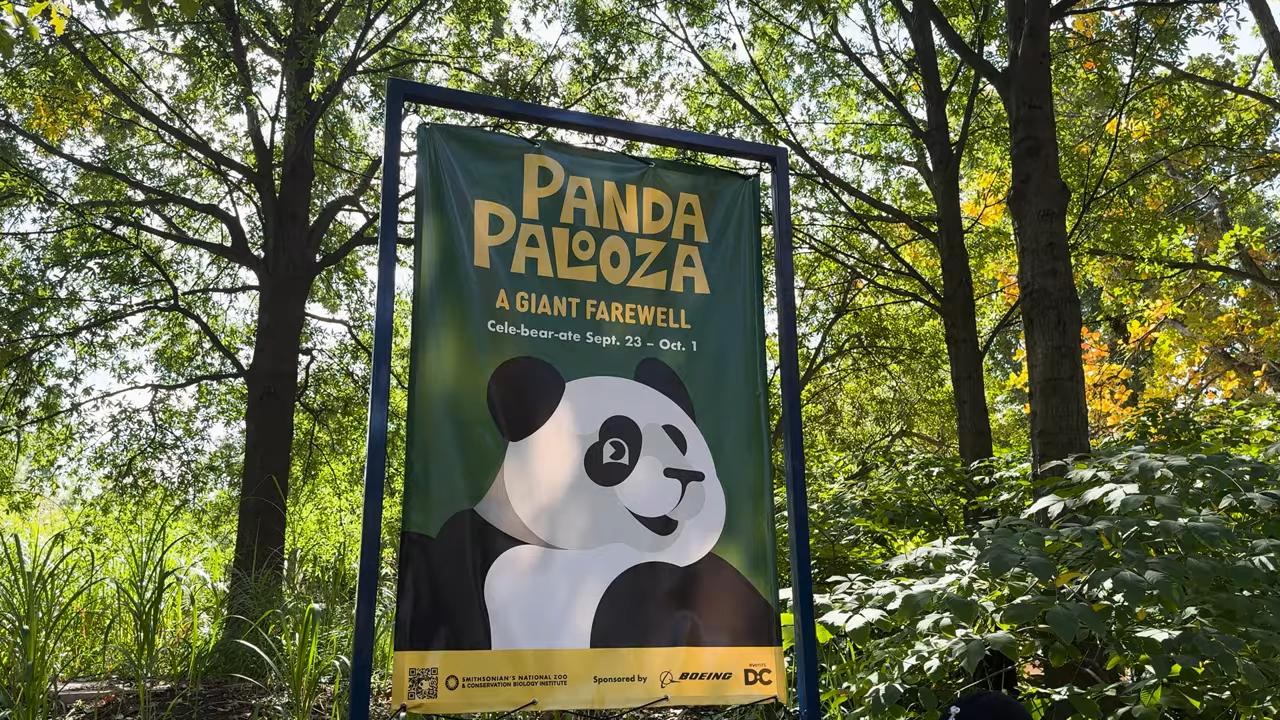 PANDA
PALOOZA
A GIANT FAREWELL
Cele-bear-ate Sept. 23 – Oct. 1
SMITHSONIAN'S NATIONAL ZOO
& CONSERVATION BIOLOGY INSTITUTE
Sponsored by
BOEING
events
DC